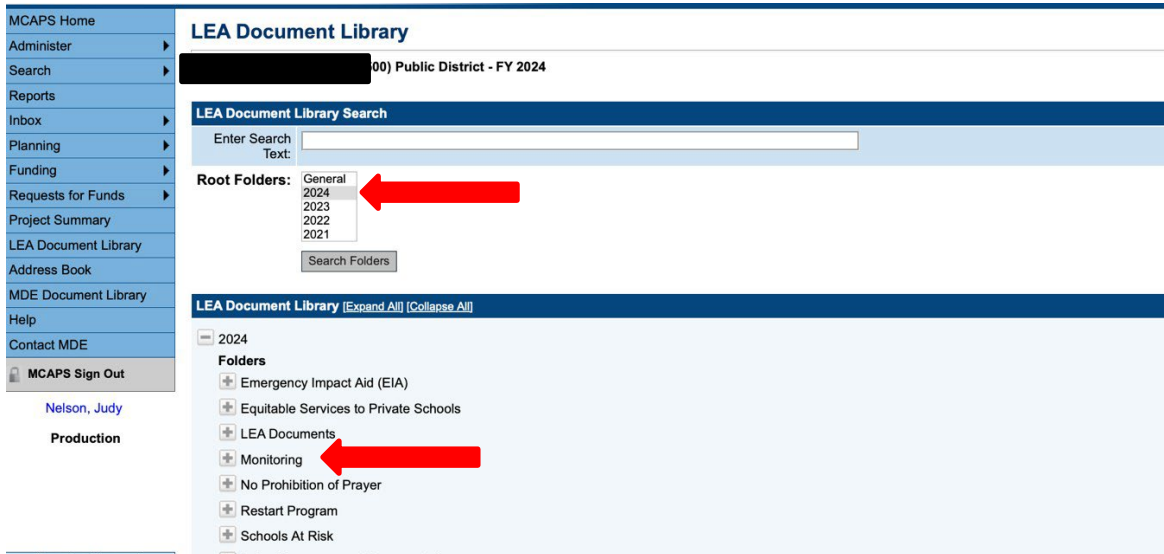 MCAPS Home
Administer
Search
Reports
Inbox
Planning
Funding
Requests for Funds
Project Summary
LEA Document Library
Address Book
MDE Document Library
Help
Contact MDE
MCAPS Sign Out
Nelson, Judy
Production
LEA Document Library
00) Public District - FY 2024
LEA Document Library Search
Enter Search
Text:
Root Folders:
General
2024
2023
2022
2021
Search Folders
LEA Document Library [Expand All] [Collapse All]
2024
Folders
Emergency Impact Aid (EIA)
Equitable Services to Private Schools
LEA Documents
Monitoring
No Prohibition of Prayer
Restart Program
Schools At Risk